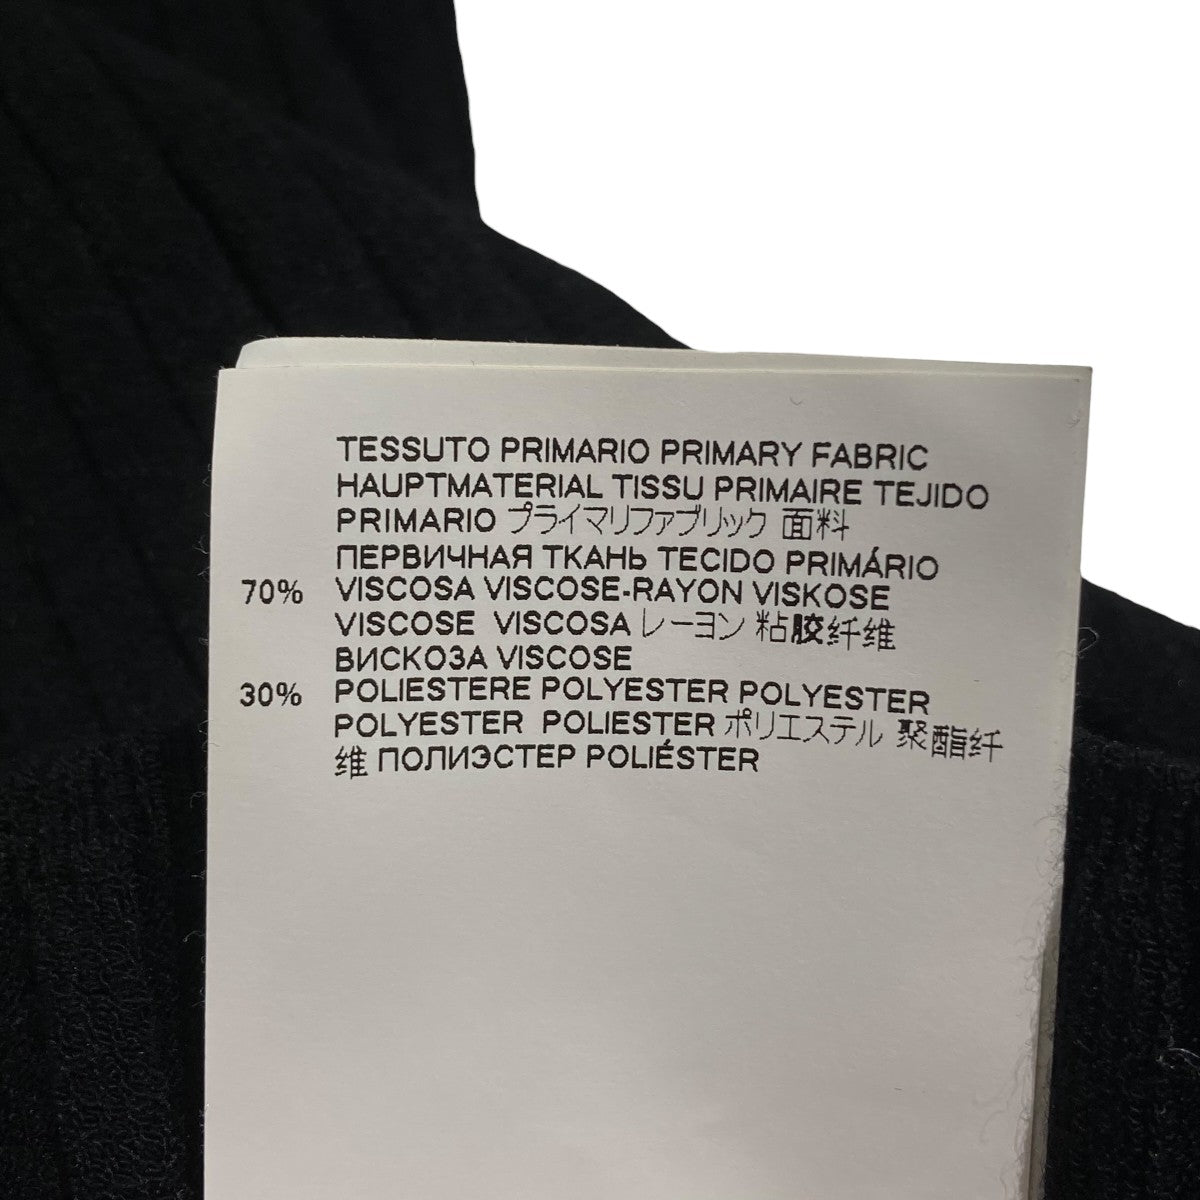 TESSUTO PRIMARIO PRIMARY FABRIC
HAUPTMATERIAL TISSU PRIMAIRE TEJIDO
PRIMARIO プライマリファブリック 面料
ПЕРВИЧНАЯ ТКАНЬ TECIDO PRIMÁRIO
70% VISCOSA VISCOSE-RAYON VISKOSE
VISCOSE VISCOSA レーヨン 粘胶纤维
ВИСКОЗА VISCOSE
30% POLIESTERE POLYESTER POLYESTER
POLYESTER POLIESTER ポリエステル 聚酯纤
维 ПОЛИЭСТЕР POLIÉSTER